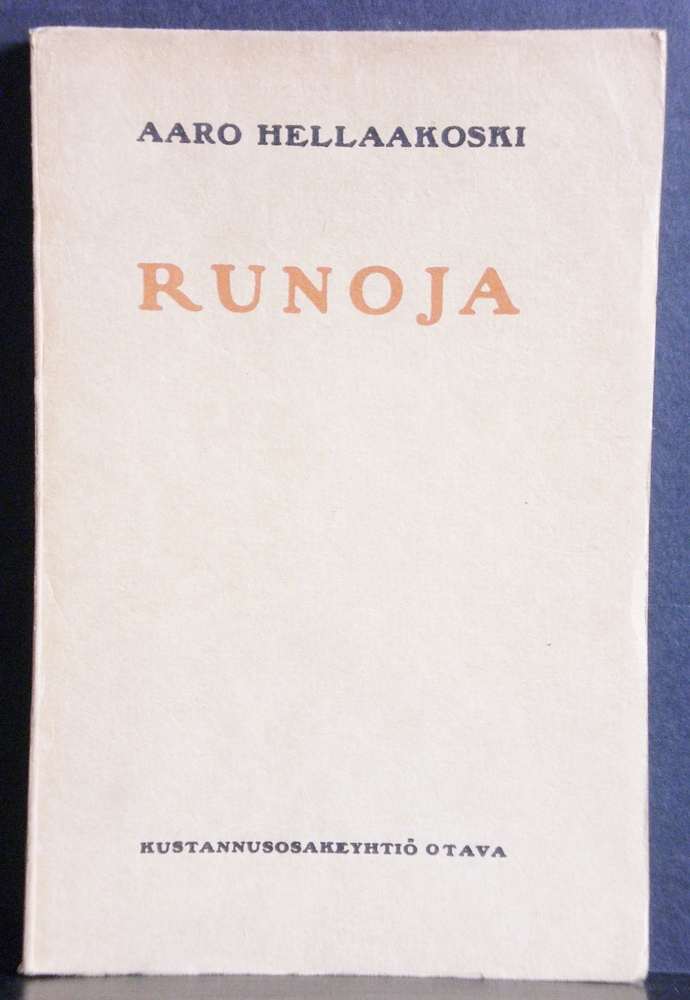 AARO HELLAAKOSKI
RUNOJA
KUSTANNUSOSAKEYHTIÖ OTAVA